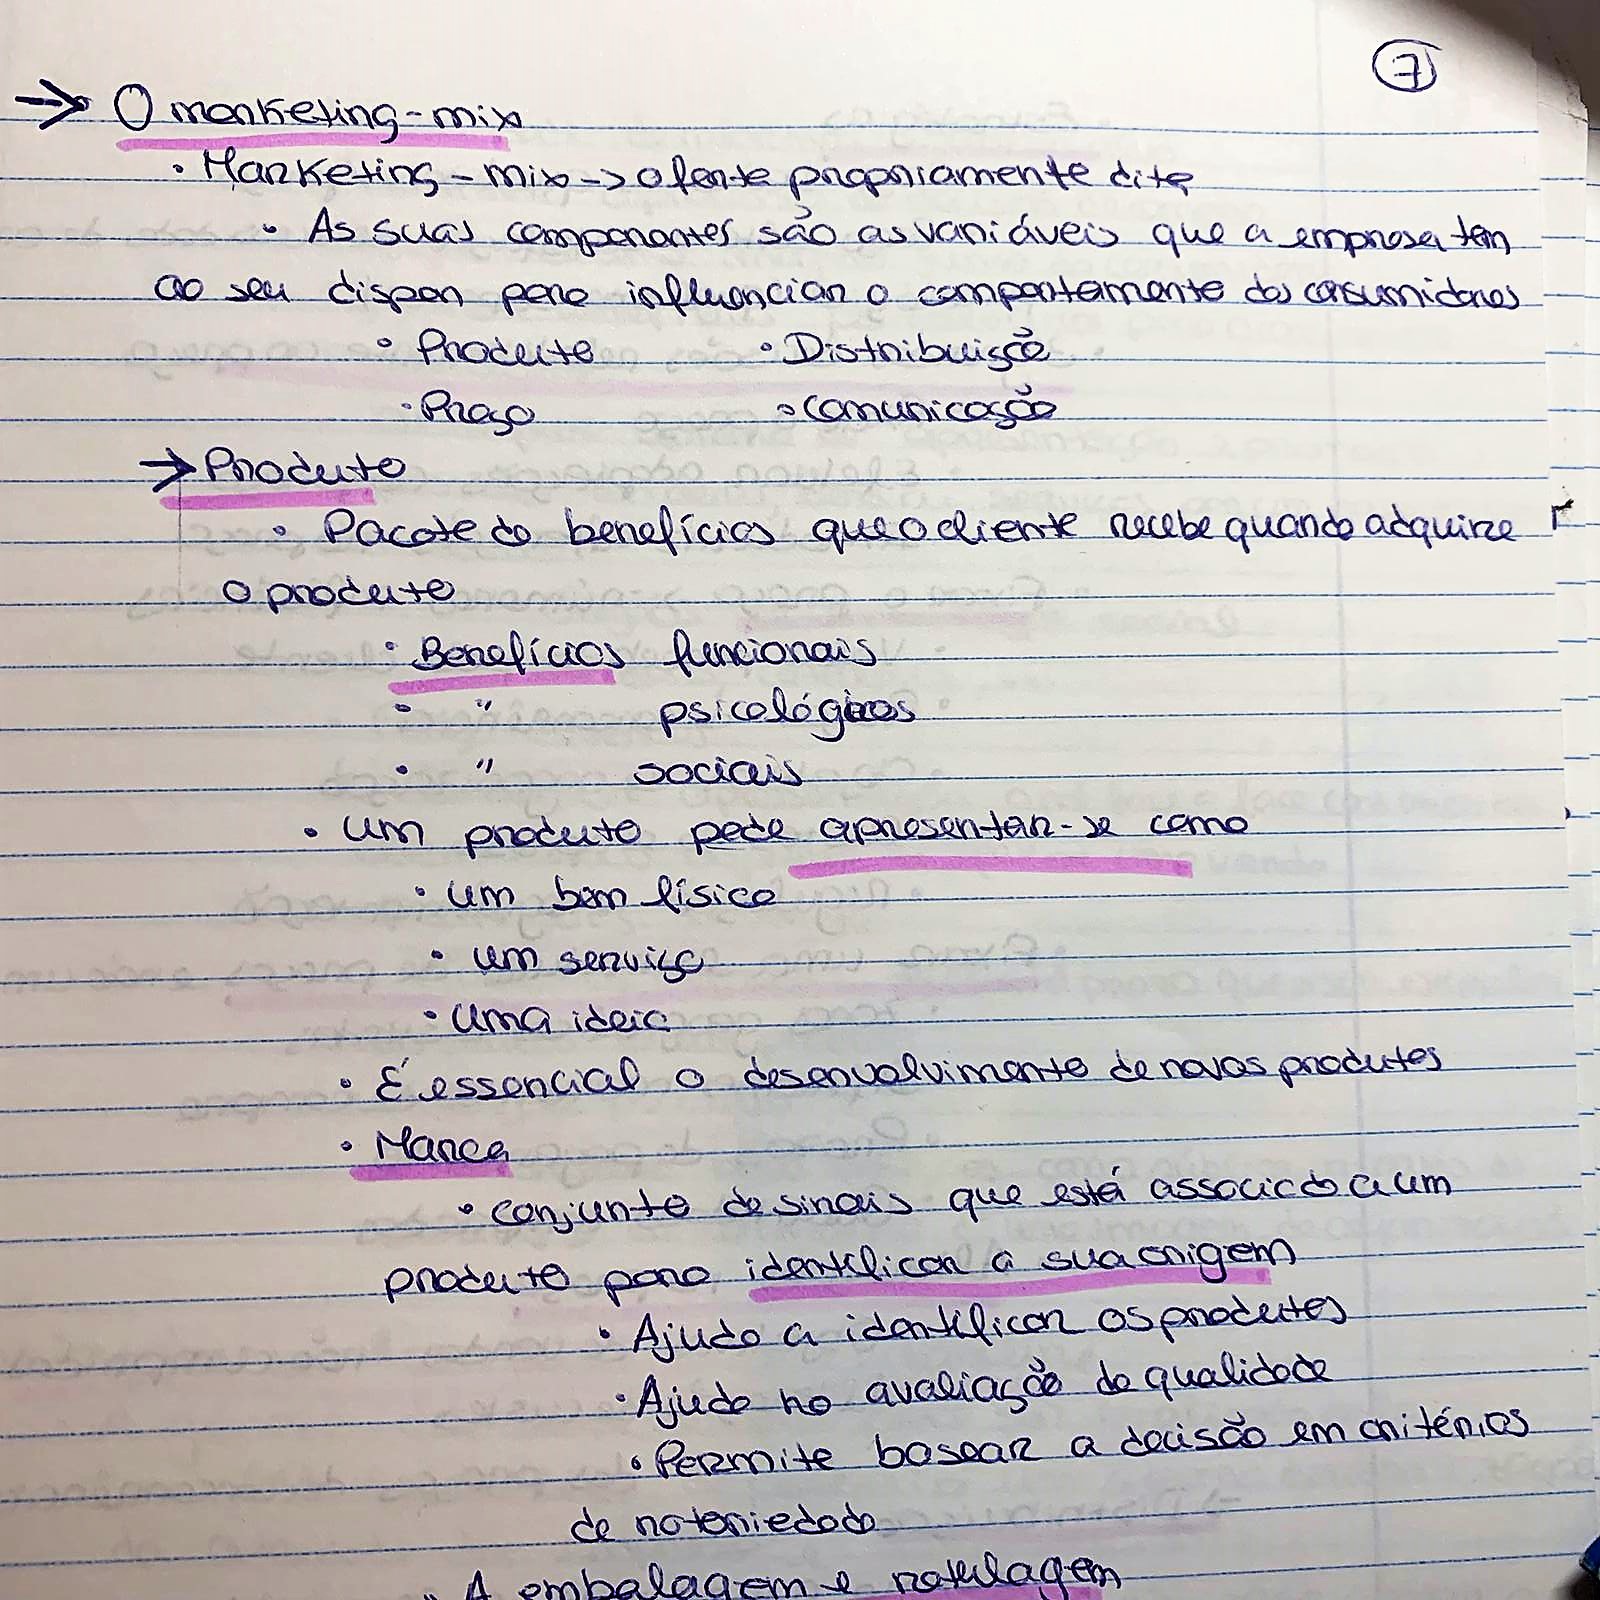 7
→ O marketing-mix
• Marketing-mix -> oferta propriamente dita
• As suas componentes são as variáveis que a empresa tem
ao seu dispor para influenciar o comportamento dos consumidores
• Produto • Distribuição
• Preço • Comunicação
→ Produto
• Pacote de benefícios que o cliente recebe quando adquire
o produto
• Benefícios funcionais
• " psicológicos
• " sociais
• Um produto pode apresentar-se como
• um bem físico
• um serviço
• uma ideia
• É essencial o desenvolvimento de novos produtos
• Marca
• conjunto de sinais que está associado a um
produto para identificar a sua origem
• Ajuda a identificar os produtos
• Ajuda na avaliação da qualidade
• Permite basear a decisão em critérios
de notoriedade
• A embalagem e rotulagem